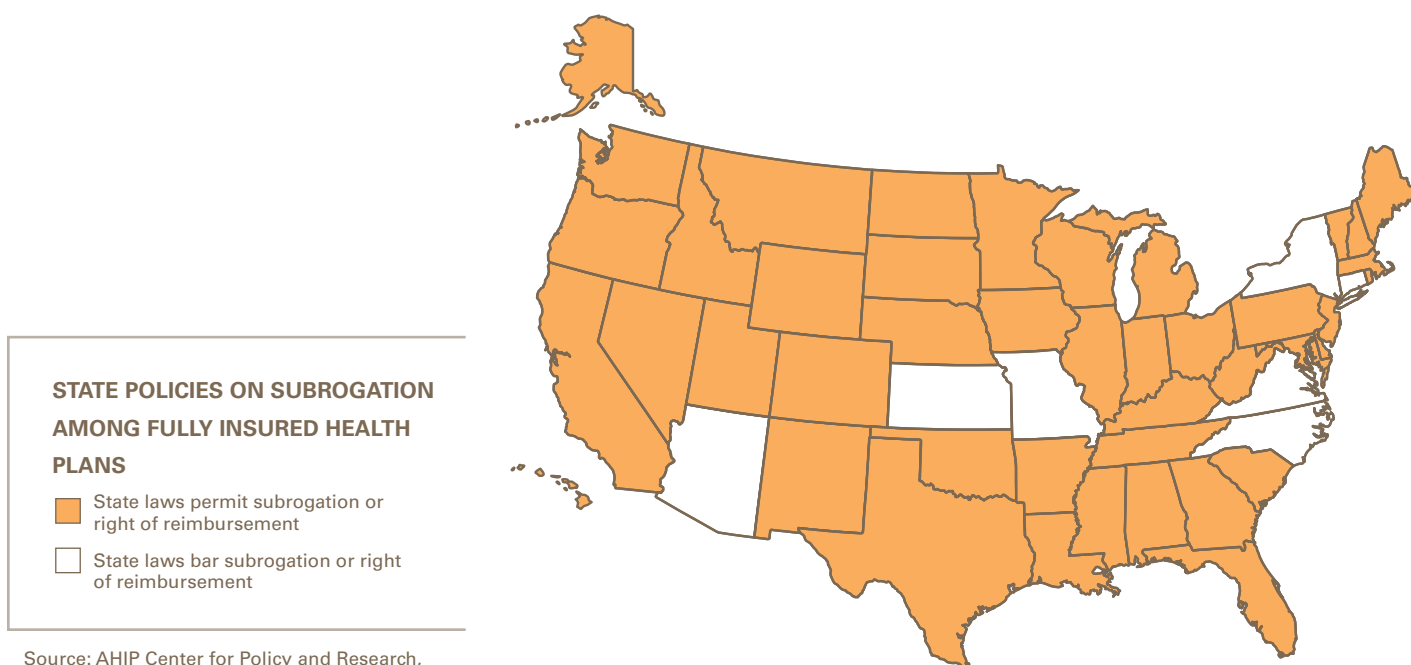 STATE POLICIES ON SUBROGATION
AMONG FULLY INSURED HEALTH
PLANS
State laws permit subrogation or
right of reimbursement
State laws bar subrogation or right
of reimbursement
Source: AHIP Center for Policy and Research,